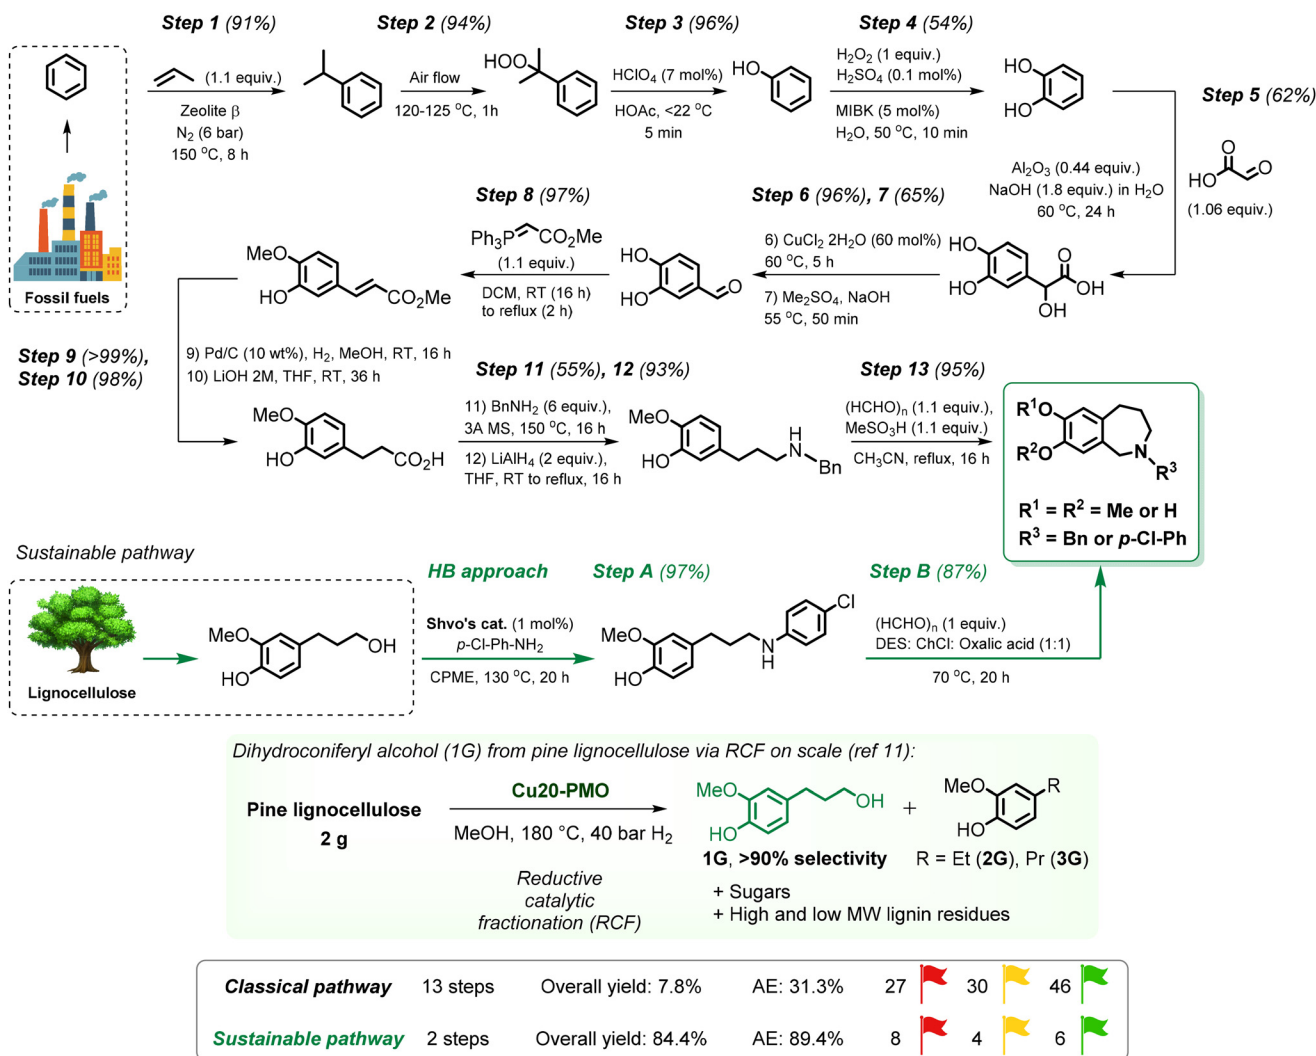 Step 1 (91%)
Step 2 (94%)
Step 3 (96%)
Step 4 (54%)
(1.1 equiv.)
Zeolite β
N₂ (6 bar)
150 °C, 8 h
Air flow
120-125 °C, 1h
HOO
HClO₄ (7 mol%)
HOAc, <22 °C
5 min
HO
H₂O₂ (1 equiv.)
H₂SO₄ (0.1 mol%)
MIBK (5 mol%)
H₂O, 50 °C, 10 min
HO
HO
Step 5 (62%)
O
HO
O
(1.06 equiv.)
Al₂O₃ (0.44 equiv.)
NaOH (1.8 equiv.) in H₂O
60 °C, 24 h
Fossil fuels
Step 8 (97%)
Ph₃P
CO₂Me
(1.1 equiv.)
DCM, RT (16 h)
to reflux (2 h)
Step 6 (96%), 7 (65%)
6) CuCl₂ 2H₂O (60 mol%)
60 °C, 5 h
7) Me₂SO₄, NaOH
55 °C, 50 min
HO
HO
O
OH
OH
HO
HO
O
MeO
HO
CO₂Me
Step 9 (>99%),
Step 10 (98%)
9) Pd/C (10 wt%), H₂, MeOH, RT, 16 h
10) LiOH 2M, THF, RT, 36 h
Step 11 (55%), 12 (93%)
Step 13 (95%)
MeO
HO
CO₂H
11) BnNH₂ (6 equiv.),
3A MS, 150 °C, 16 h
12) LiAlH₄ (2 equiv.),
THF, RT to reflux, 16 h
MeO
HO
H
N
Bn
(HCHO)ₙ (1.1 equiv.),
MeSO₃H (1.1 equiv.)
CH₃CN, reflux, 16 h
R¹O
R²O
N
R³
R¹ = R² = Me or H
R³ = Bn or p-Cl-Ph
Sustainable pathway
HB approach
Step A (97%)
Step B (87%)
Lignocellulose
MeO
HO
OH
Shvo's cat. (1 mol%)
p-Cl-Ph-NH₂
CPME, 130 °C, 20 h
MeO
HO
N
H
Cl
(HCHO)ₙ (1 equiv.)
DES: ChCl: Oxalic acid (1:1)
70 °C, 20 h
Dihydroconiferyl alcohol (1G) from pine lignocellulose via RCF on scale (ref 11):
Pine lignocellulose
2 g
Cu20-PMO
MeOH, 180 °C, 40 bar H₂
Reductive
catalytic
fractionation (RCF)
MeO
HO
OH
+
MeO
HO
R
1G, >90% selectivity
R = Et (2G), Pr (3G)
+ Sugars
+ High and low MW lignin residues
Classical pathway 13 steps Overall yield: 7.8% AE: 31.3% 27 30 46
Sustainable pathway 2 steps Overall yield: 84.4% AE: 89.4% 8 4 6